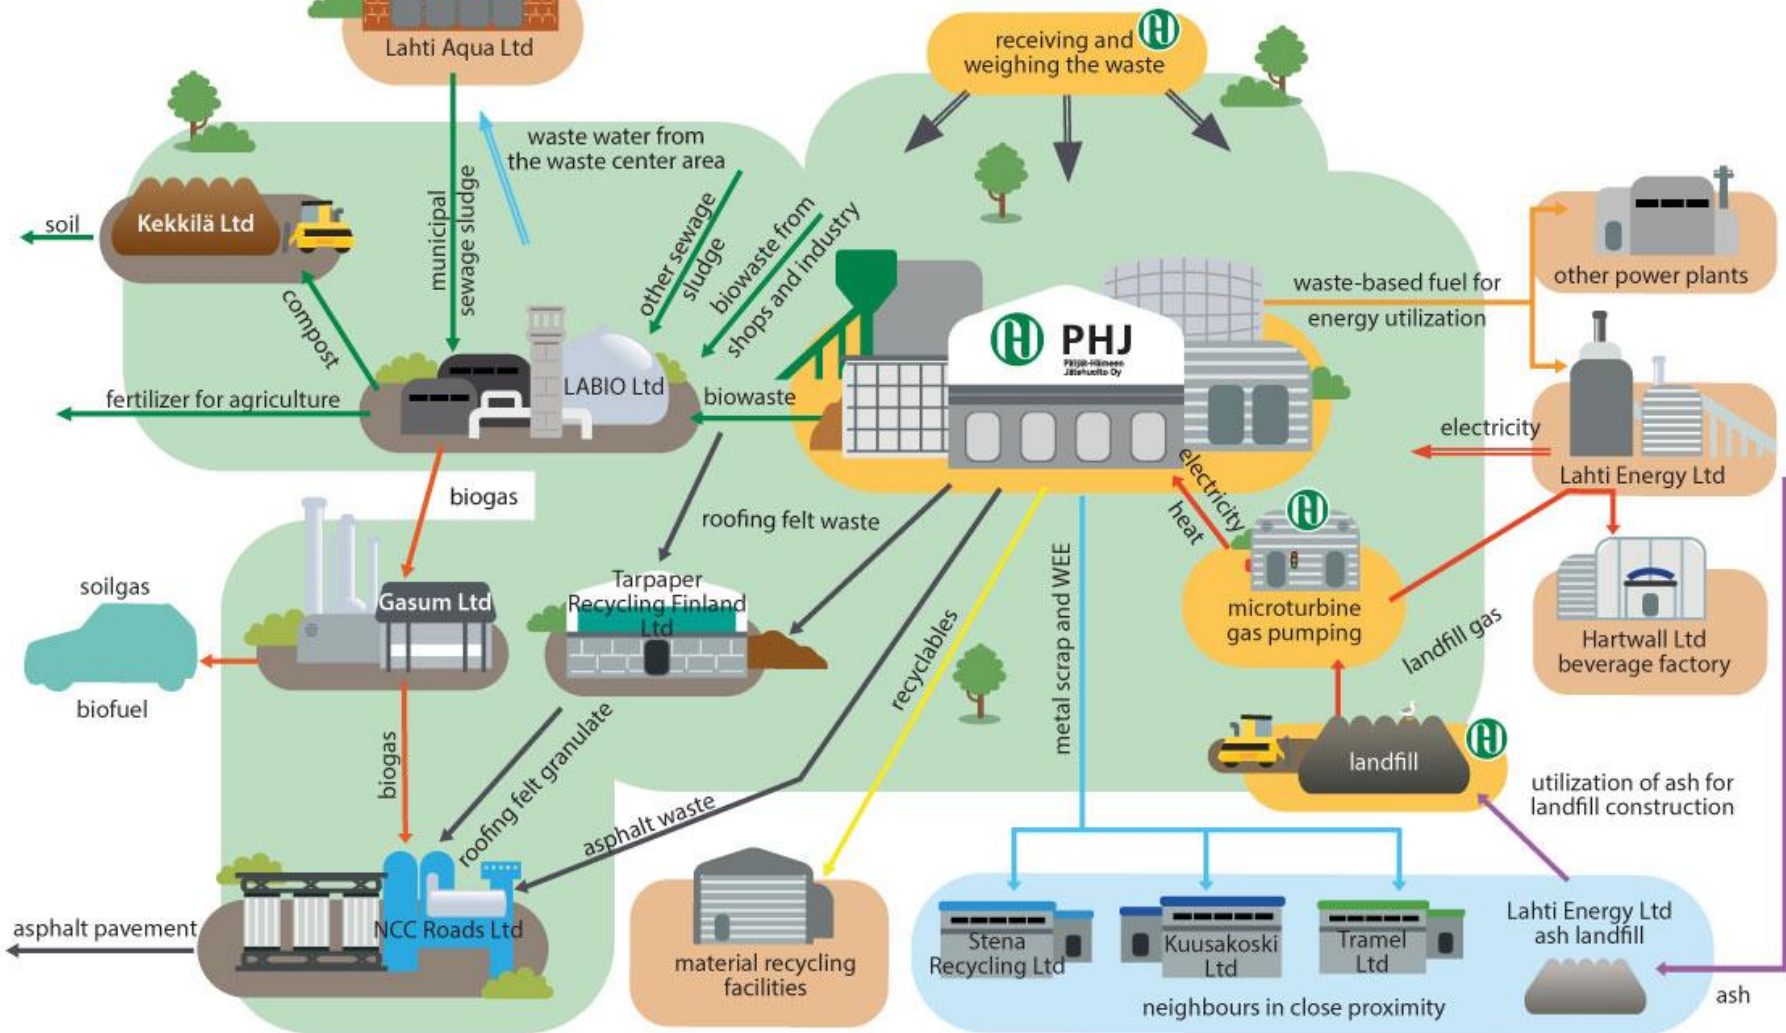 Lahti Aqua Ltd
receiving and
weighing the waste
waste water from
the waste center area
municipal
sewage sludge
other sewage
sludge
biowaste from
shops and industry
soil
Kekkilä Ltd
compost
fertilizer for agriculture
LABIO Ltd
biowaste
PHJ
Päijät-Hämeen
Jätehuolto Oy
waste-based fuel for
energy utilization
other power plants
electricity
Lahti Energy Ltd
biogas
roofing felt waste
electricity
heat
soilgas
biofuel
Gasum Ltd
Tarpaper
Recycling Finland
Ltd
microturbine
gas pumping
landfill gas
Hartwall Ltd
beverage factory
recyclables
metal scrap and WEE
biogas
roofing felt granulate
asphalt waste
landfill
utilization of ash for
landfill construction
asphalt pavement
NCC Roads Ltd
material recycling
facilities
Stena
Recycling Ltd
Kuusakoski
Ltd
Tramel
Ltd
Lahti Energy Ltd
ash landfill
neighbours in close proximity
ash